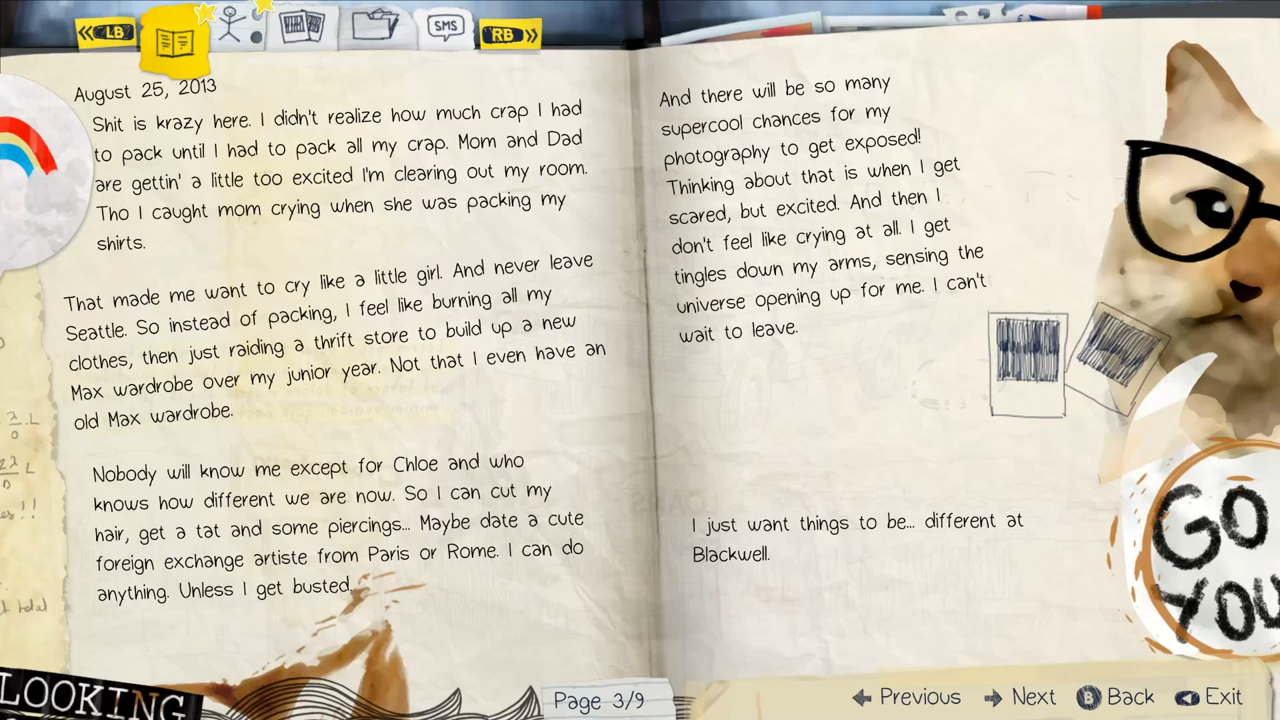 LB
SMS
RB
August 25, 2013
Shit is krazy here. I didn't realize how much crap I had
to pack until I had to pack all my crap. Mom and Dad
are gettin' a little too excited I'm clearing out my room.
Tho I caught mom crying when she was packing my
shirts.
That made me want to cry like a little girl. And never leave
Seattle. So instead of packing, I feel like burning all my
clothes, then just raiding a thrift store to build up a new
Max wardrobe over my junior year. Not that I even have an
old Max wardrobe.
Nobody will know me except for Chloe and who
knows how different we are now. So I can cut my
hair, get a tat and some piercings... Maybe date a cute
foreign exchange artiste from Paris or Rome. I can do
anything. Unless I get busted.
And there will be so many
supercool chances for my
photography to get exposed!
Thinking about that is when I get
scared, but excited. And then I
don't feel like crying at all. I get
tingles down my arms, sensing the
universe opening up for me. I can't
wait to leave.
I just want things to be... different at
Blackwell.
GO
YOU
LOOKING
Page 3/9
Previous
Next
B Back
Exit